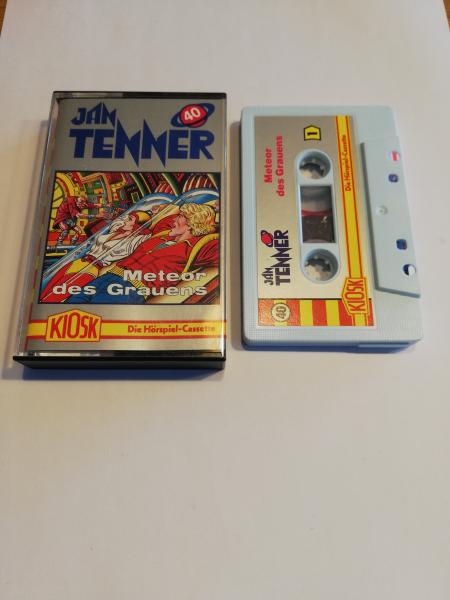 JAN
TENNER
40
Meteor
des Grauens
KIOSK
Die Hörspiel-Cassette
1
Meteor
des Grauens
JAN
TENNER
40
Die Hörspiel-Cassette
KIOSK